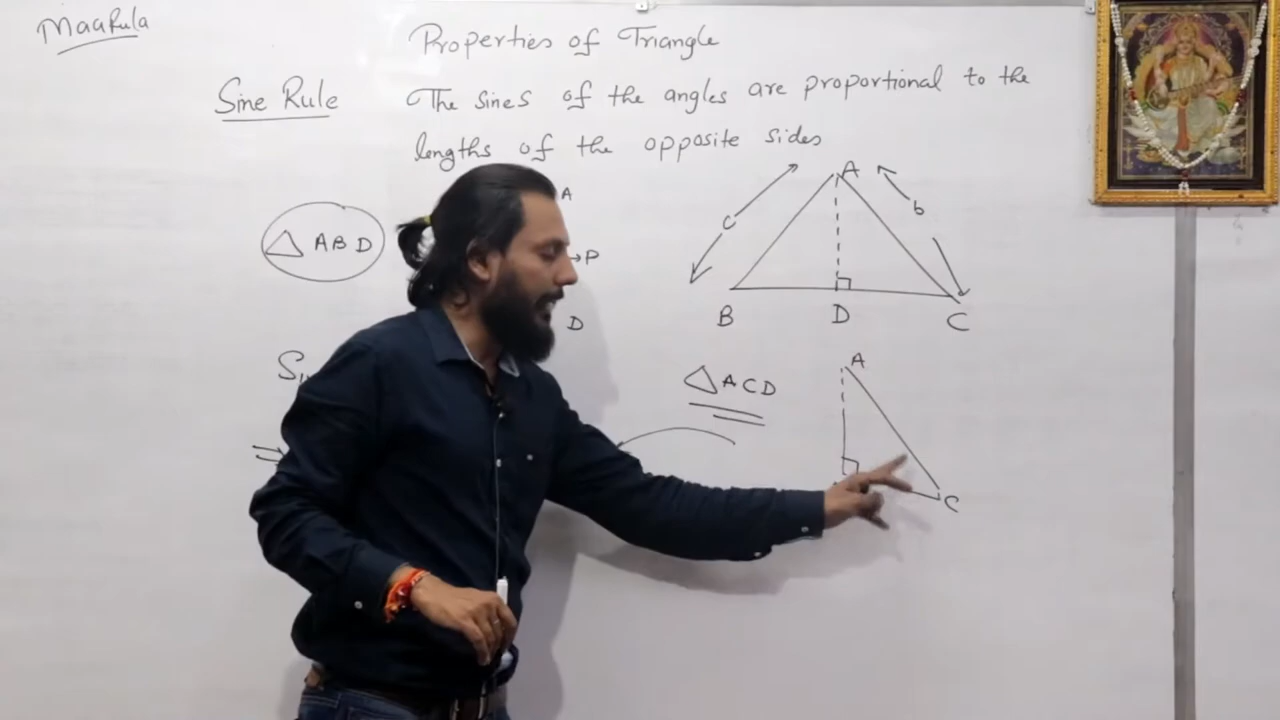 MaaRula
Properties of Triangle
Sine Rule The sines of the angles are proportional to the
lengths of the opposite sides
A
A
c
b
△ ABD
P
B D C
D
A
△ACD
C